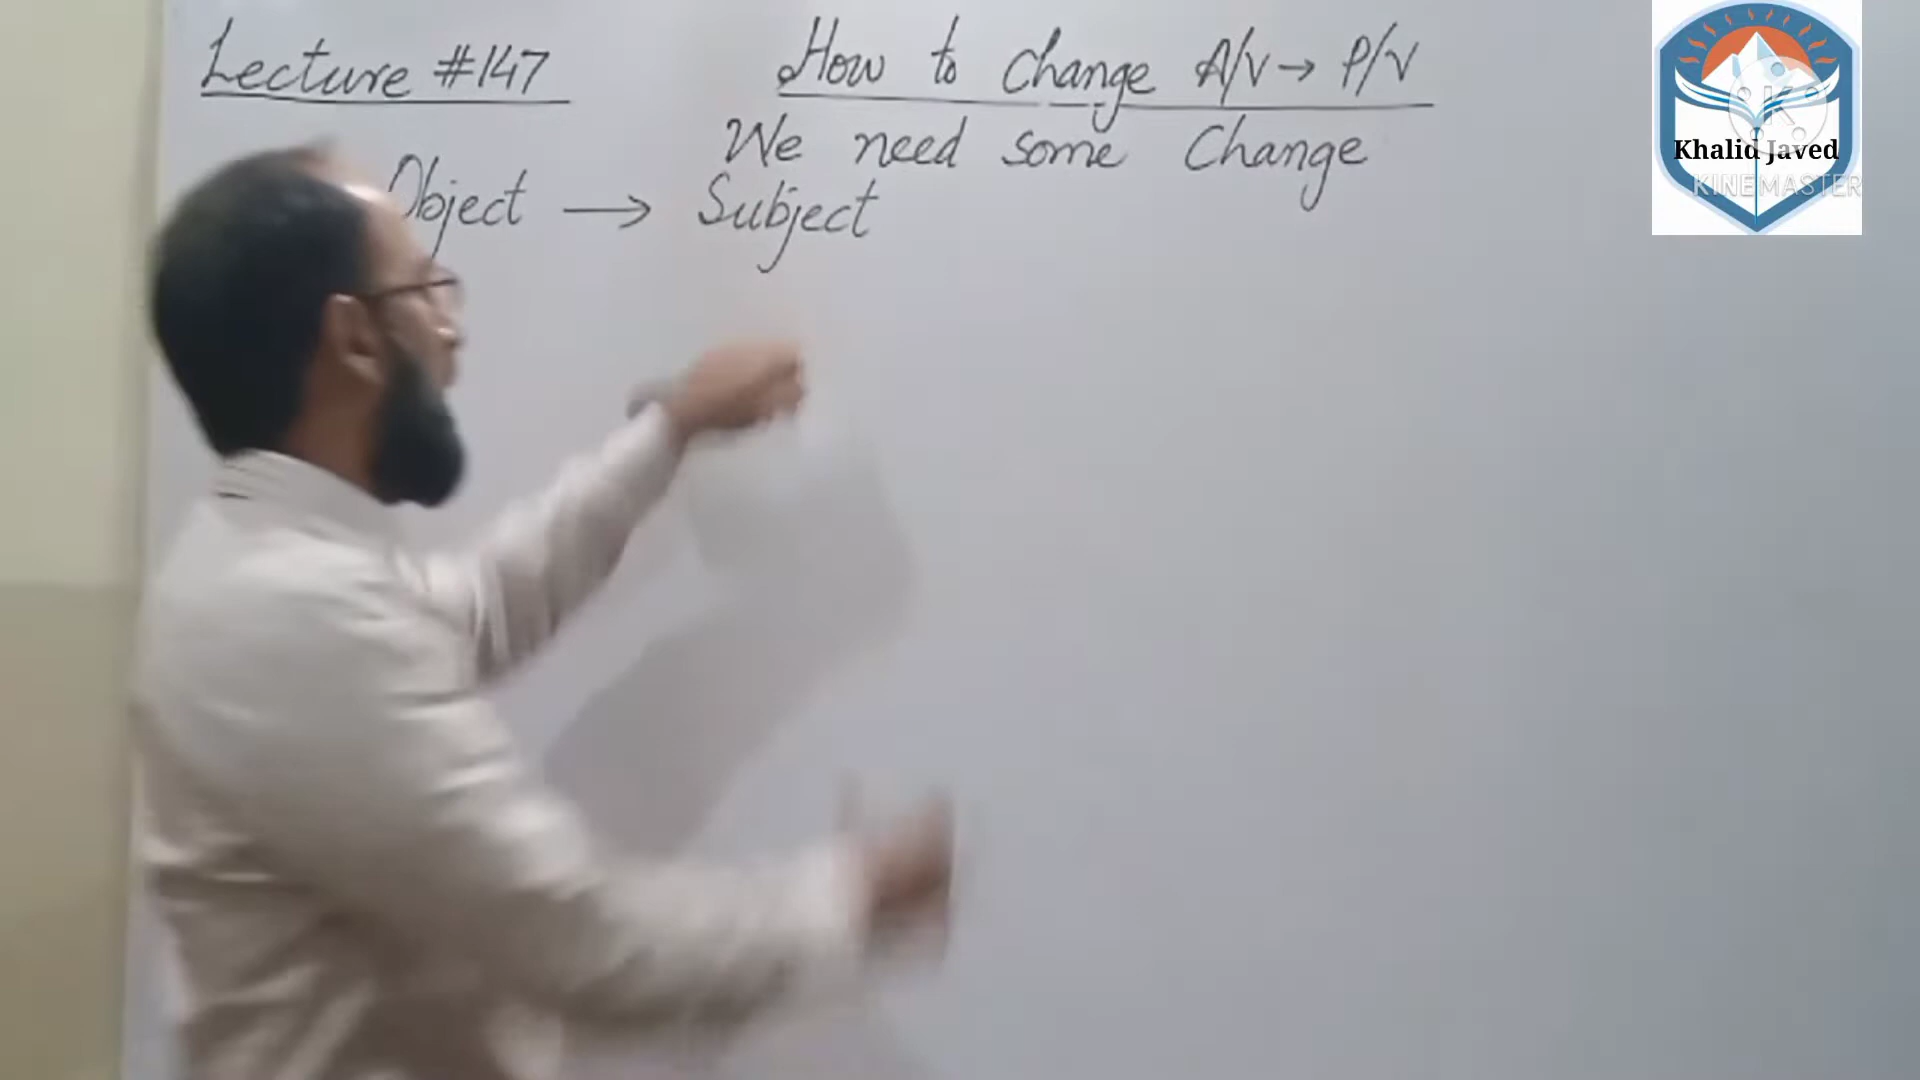 Lecture #147
How to Change A/V → P/V
We need some Change
Object → Subject
Khalid Javed
KINEMASTER